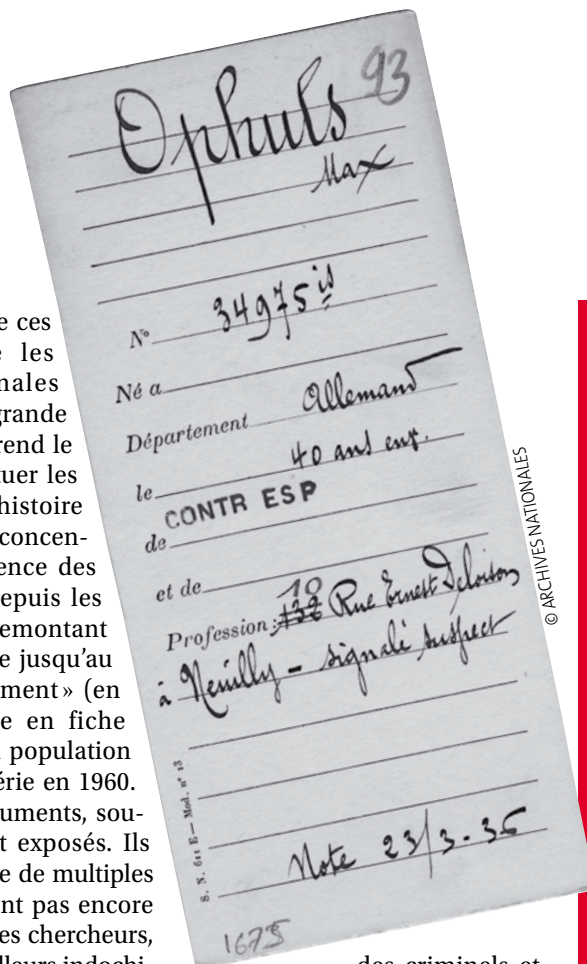 93
Ophuls
Max
N° 34975 is
Né a
Département Allemand
le 40 ans env.
de CONTR ESP
et de
Profession: 10 Rue Ernest Deloison
à Neuilly - signalé suspect
Note 23/3-36
S. N. 611 E — Mod. n° 13
1675
© ARCHIVES NATIONALES
e ces
e les
nales
grande
rend le
tuer les
histoire
concen-
ence des
epuis les
emontant
e jusqu'au
ment» (en
e en fiche
population
érie en 1960.
uments, sou-
t exposés. Ils
e de multiples
nt pas encore
es chercheurs,
des criminels et